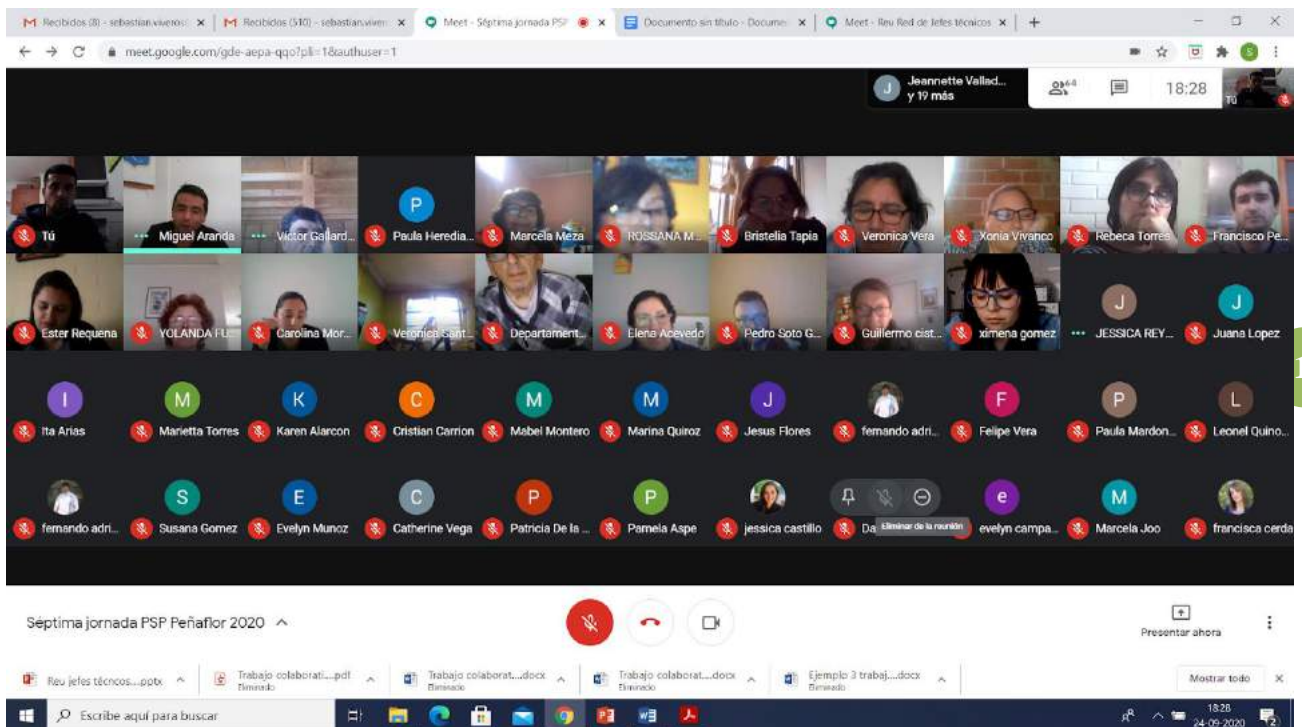 Recibidos (8) - sebastian.viveros
Recibidos (510) - sebastian.viver
Meet - Séptima jornada PSP
Documento sin título - Docume
Meet - Reu Red de Jefes técnicos
meet.google.com/gde-aepa-qqo?pli=1&authuser=1
S
J
Jeannette Vallad...
y 19 más
64
18:28
Tú
P
Tú
Miguel Aranda
Victor Gallard...
Paula Heredia...
Marcela Meza
ROSSANA M...
Bristelia Tapia
Veronica Vera
Xonia Vivanco
Rebeca Torres
Francisco Pe...
J
J
Ester Requena
YOLANDA FU...
Carolina Mor...
Veronica Sant...
Departament...
Elena Acevedo
Pedro Soto G...
Guillermo cist...
ximena gomez
JESSICA REY...
Juana Lopez
1
I
M
K
C
M
M
J
F
P
L
Ita Arias
Marietta Torres
Karen Alarcon
Cristian Carrion
Mabel Montero
Marina Quiroz
Jesus Flores
fernando adri...
Felipe Vera
Paula Mardon...
Leonel Quino...
S
E
C
P
P
e
M
fernando adri...
Susana Gomez
Evelyn Munoz
Catherine Vega
Patricia De la ...
Pamela Aspe
jessica castillo
Da
Eliminar de la reunión
evelyn campa...
Marcela Joo
francisca cerda
Séptima jornada PSP Peñaflor 2020
Presentar ahora
Reu jefes técncos....pptx
Trabajo colaborati....pdf
Eliminado
Trabajo colaborat....docx
Eliminado
Trabajo colaborat....docx
Eliminado
Ejemplo 3 trabaj....docx
Eliminado
Mostrar todo
Escribe aquí para buscar
18:28
24-09-2020
2